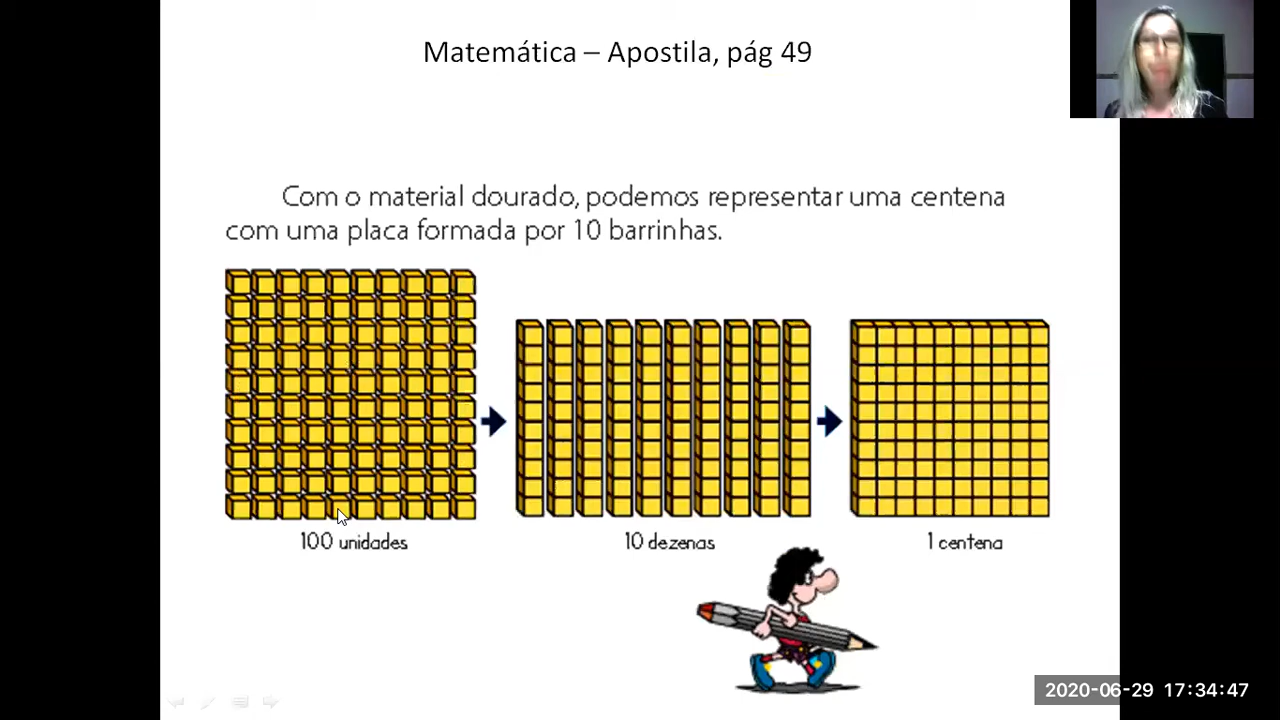 Matemática – Apostila, pág 49
Com o material dourado, podemos representar uma centena
com uma placa formada por 10 barrinhas.
100 unidades
10 dezenas
1 centena
2020-06-29 17:34:47